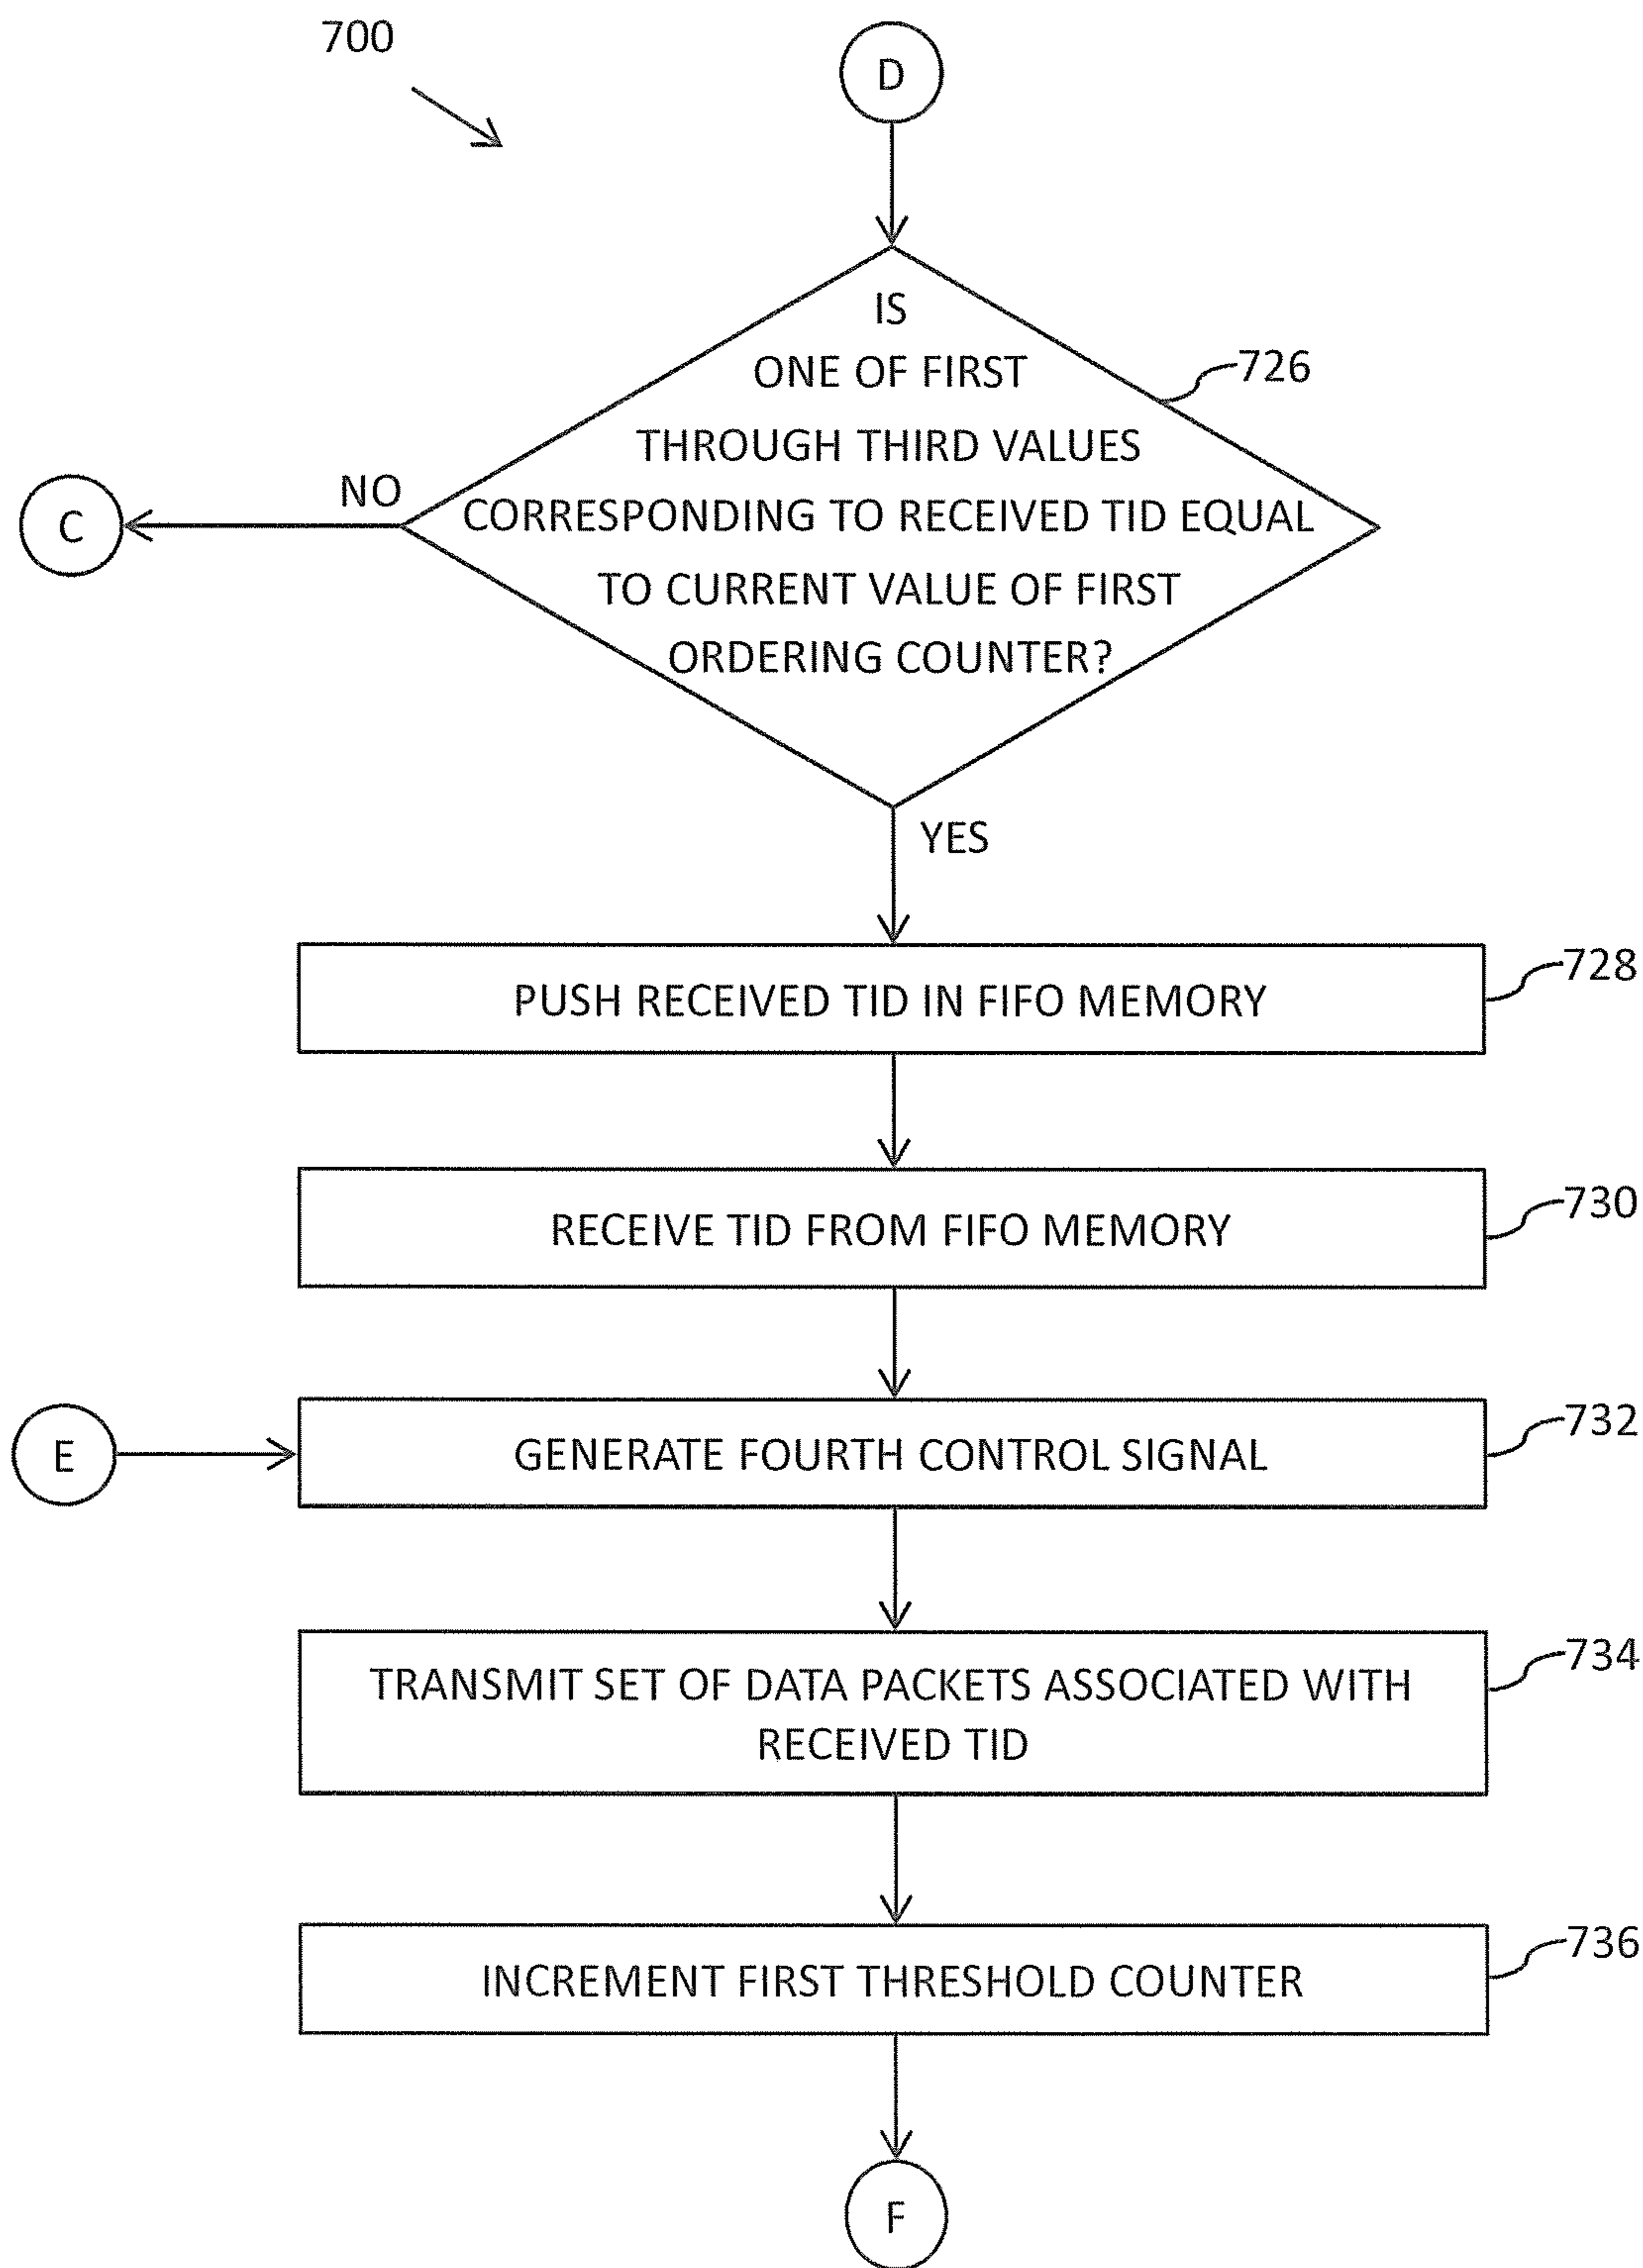 700
D
IS
ONE OF FIRST
726
THROUGH THIRD VALUES
NO
CORRESPONDING TO RECEIVED TID EQUAL
C
TO CURRENT VALUE OF FIRST
ORDERING COUNTER?
YES
728
PUSH RECEIVED TID IN FIFO MEMORY
730
RECEIVE TID FROM FIFO MEMORY
732
E
GENERATE FOURTH CONTROL SIGNAL
734
TRANSMIT SET OF DATA PACKETS ASSOCIATED WITH
RECEIVED TID
736
INCREMENT FIRST THRESHOLD COUNTER
F